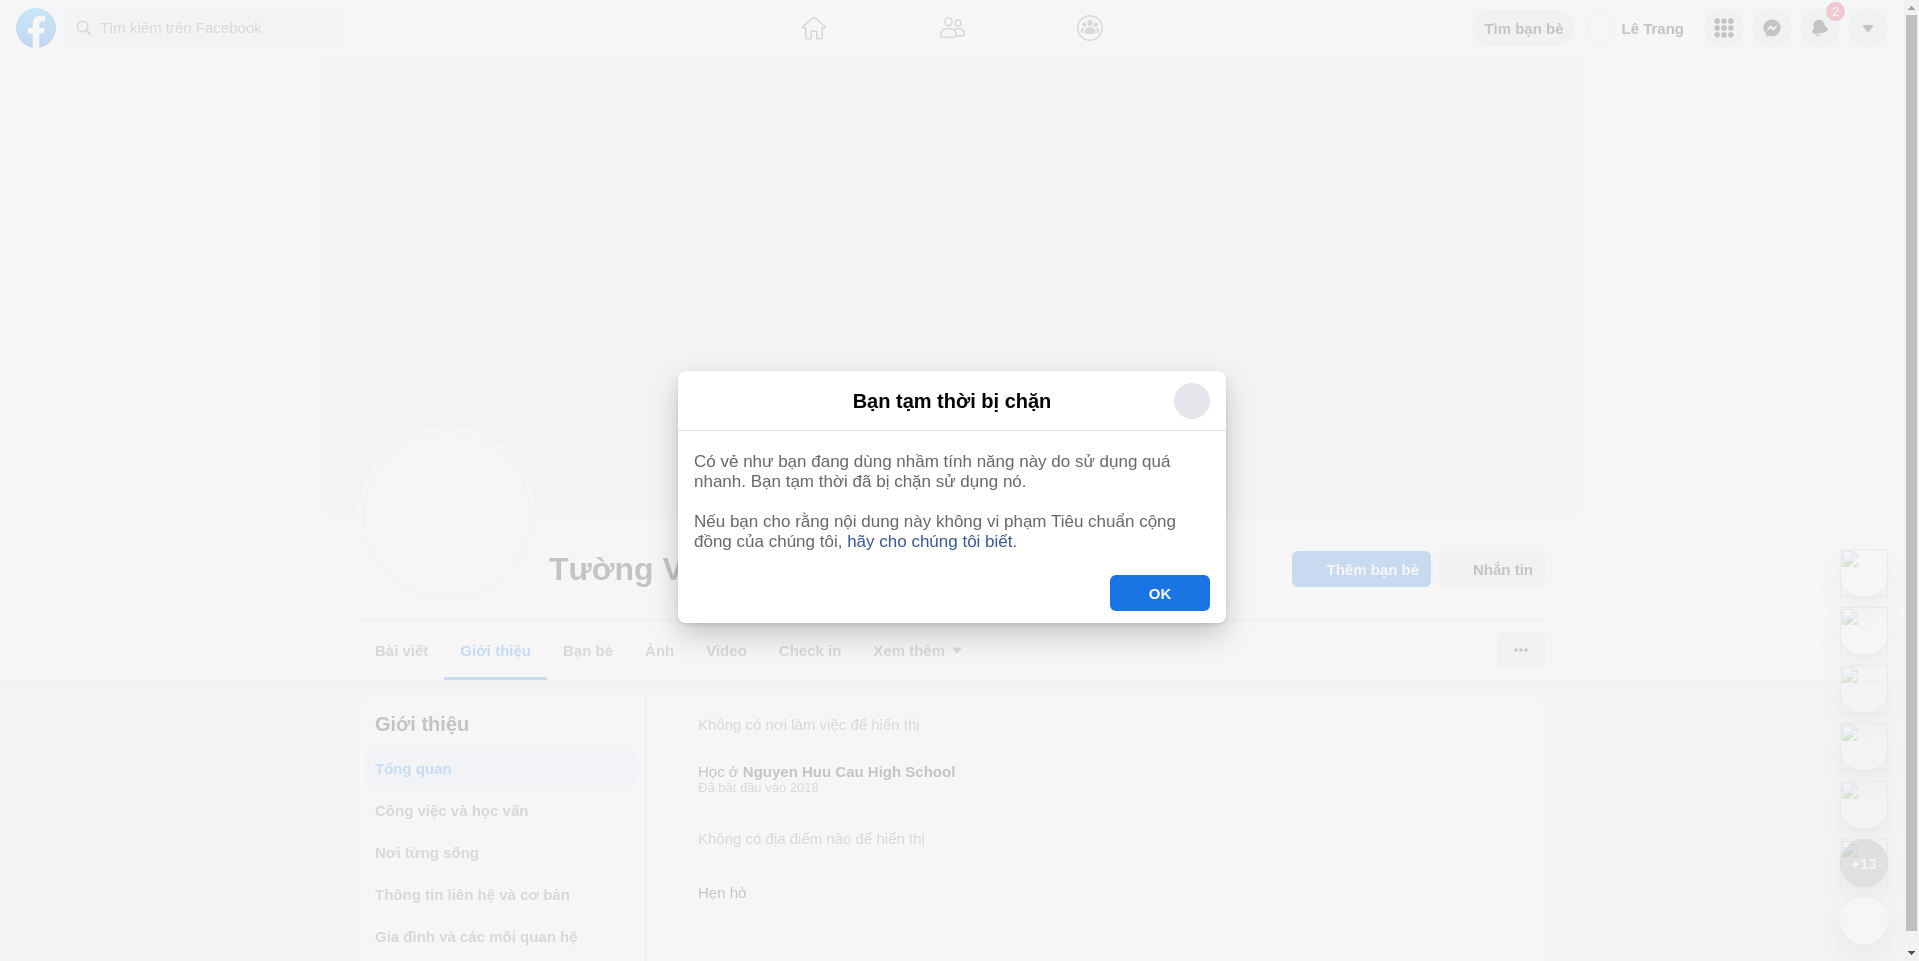 Tìm kiếm trên Facebook
Tìm bạn bè
Lê Trang
2
Bạn tạm thời bị chặn
Có vẻ như bạn đang dùng nhầm tính năng này do sử dụng quá
nhanh. Bạn tạm thời đã bị chặn sử dụng nó.
Nếu bạn cho rằng nội dung này không vi phạm Tiêu chuẩn cộng
đồng của chúng tôi, hãy cho chúng tôi biết.
OK
Tường
Thêm bạn bè
Nhắn tin
Bài viết
Giới thiệu
Bạn bè
Ảnh
Video
Check in
Xem thêm
Giới thiệu
Tổng quan
Công việc và học vấn
Nơi từng sống
Thông tin liên hệ và cơ bản
Gia đình và các mối quan hệ
Không có nơi làm việc để hiển thị
Học ở Nguyen Huu Cau High School
Đã bắt đầu vào 2018
Không có địa điểm nào để hiển thị
Hẹn hò
+13